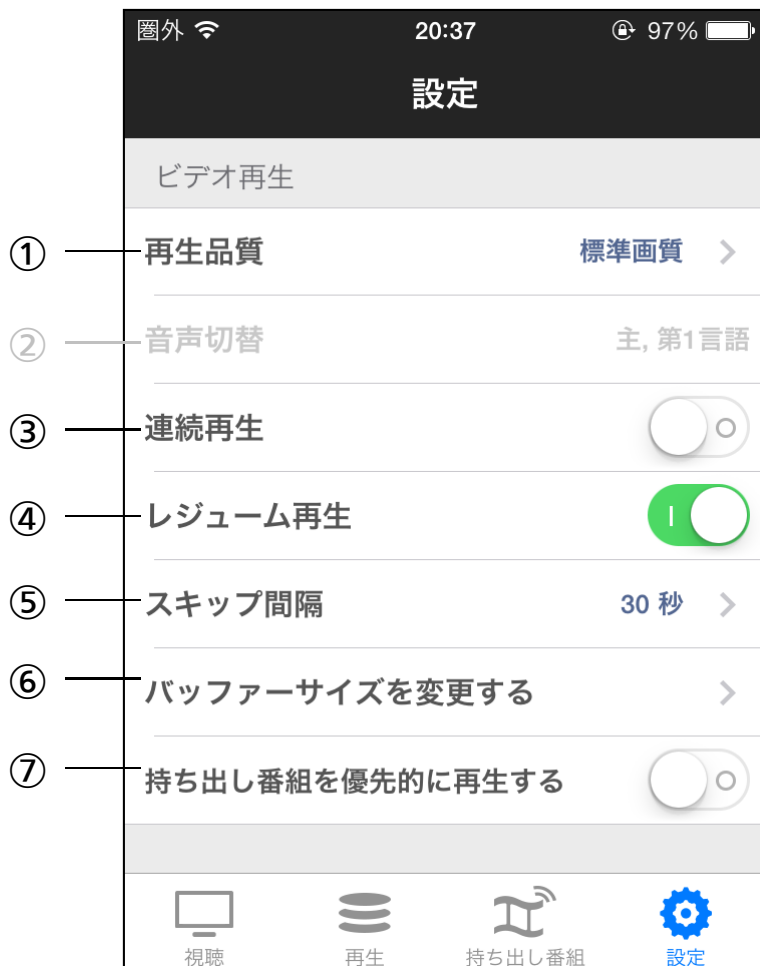 圏外 20:37 97%
設定
ビデオ再生
① 再生品質 標準画質
② 音声切替 主, 第1言語
③ 連続再生
④ レジューム再生
⑤ スキップ間隔 30 秒
⑥ バッファーサイズを変更する
⑦ 持ち出し番組を優先的に再生する
視聴 再生 持ち出し番組 設定